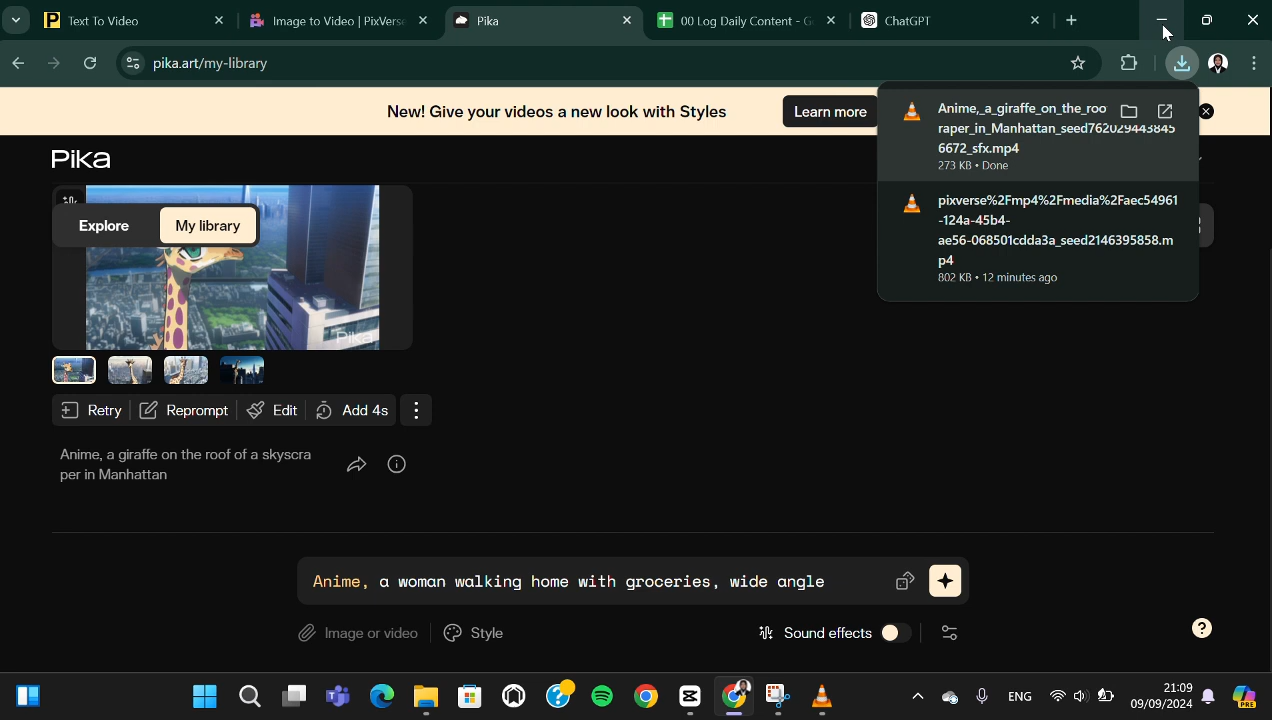 Text To Video
Image to Video | PixVerse
Pika
00 Log Daily Content - G
ChatGPT
pika.art/my-library
New! Give your videos a new look with Styles
Learn more
Anime,_a_giraffe_on_the_roo
raper_in_Manhattan_seed762029443845
6672_sfx.mp4
273 KB • Done
pixverse%2Fmp4%2Fmedia%2Faec54961
-124a-45b4-
ae56-068501cdda3a_seed2146395858.m
p4
802 KB • 12 minutes ago
Pika
Explore
My library
Pika
Retry
Reprompt
Edit
Add 4s
Anime, a giraffe on the roof of a skyscra
per in Manhattan
Anime, a woman walking home with groceries, wide angle
Image or video
Style
Sound effects
?
ENG
21:09
09/09/2024
PRE